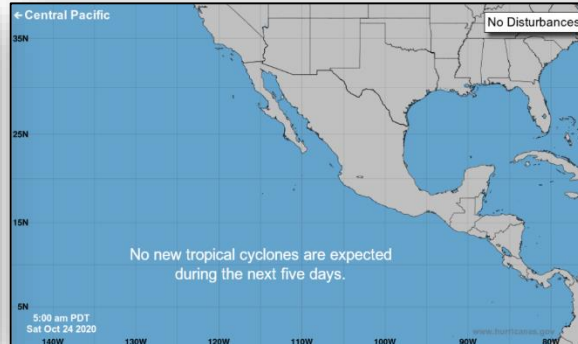 ←Central Pacific
No Disturbances
35N
25N
15N
No new tropical cyclones are expected
during the next five days.
5N
5:00 am PDT
Sat Oct 24 2020
www.hurricanes.gov
140W
130W
120W
110W
100W
90W
80W